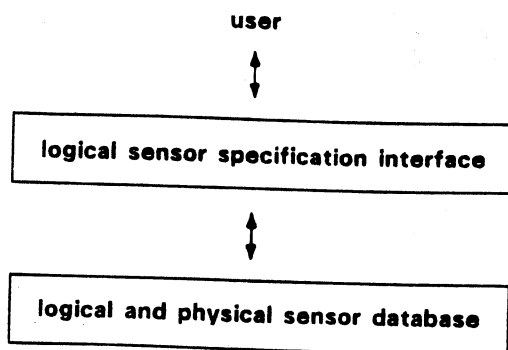 user
logical sensor specification interface
logical and physical sensor database